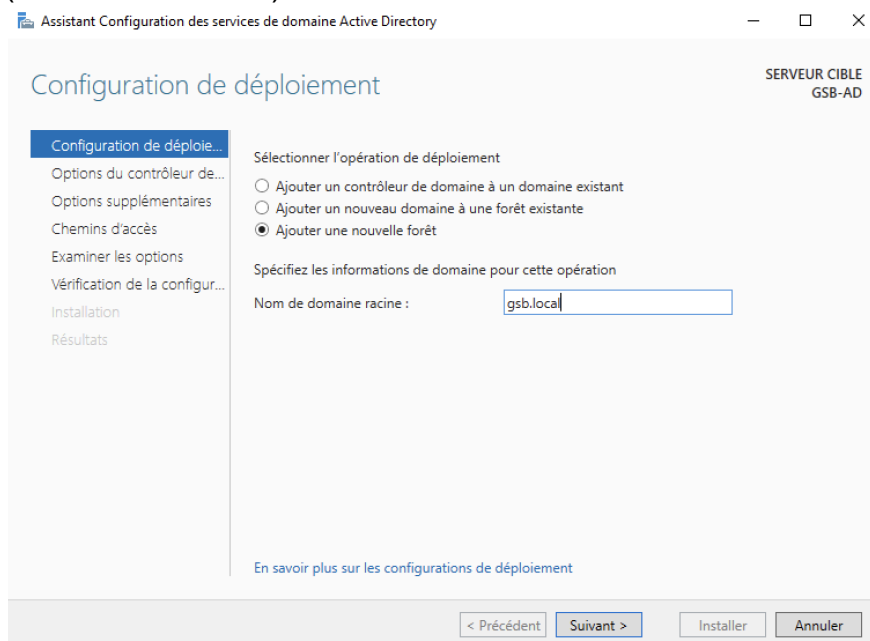 Assistant Configuration des services de domaine Active Directory
Configuration de déploiement
SERVEUR CIBLE
GSB-AD
Configuration de déploie...
Options du contrôleur de...
Options supplémentaires
Chemins d'accès
Examiner les options
Vérification de la configur...
Installation
Résultats
Sélectionner l'opération de déploiement
Ajouter un contrôleur de domaine à un domaine existant
Ajouter un nouveau domaine à une forêt existante
Ajouter une nouvelle forêt
Spécifiez les informations de domaine pour cette opération
Nom de domaine racine : gsb.local
En savoir plus sur les configurations de déploiement
< Précédent Suivant > Installer Annuler